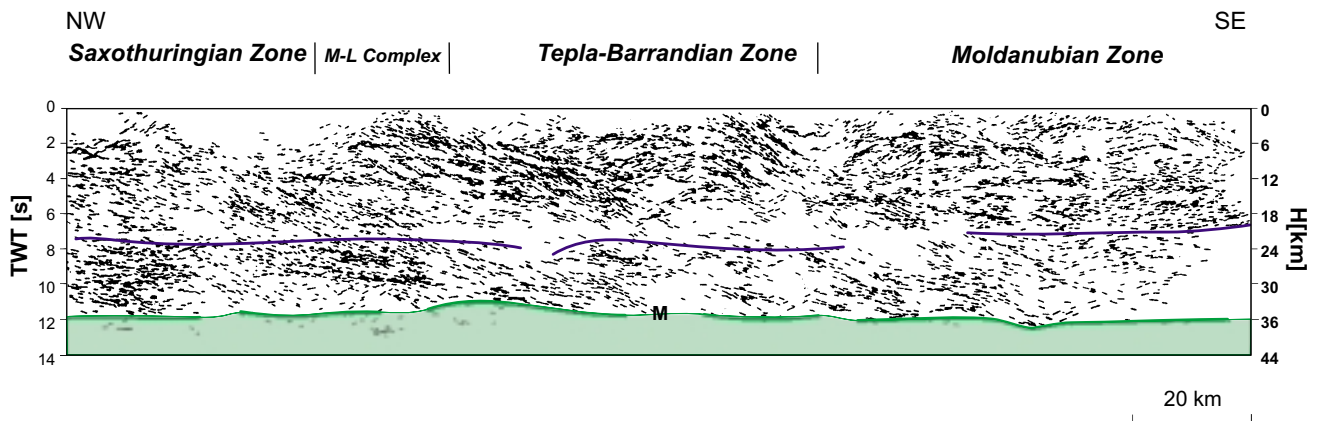 NW SE
Saxothuringian Zone M-L Complex Tepla-Barrandian Zone Moldanubian Zone
0 0
2 6
4 12
6 18
8 24
10 30
12 36
14 44
TWT [s]
H[km]
M
20 km